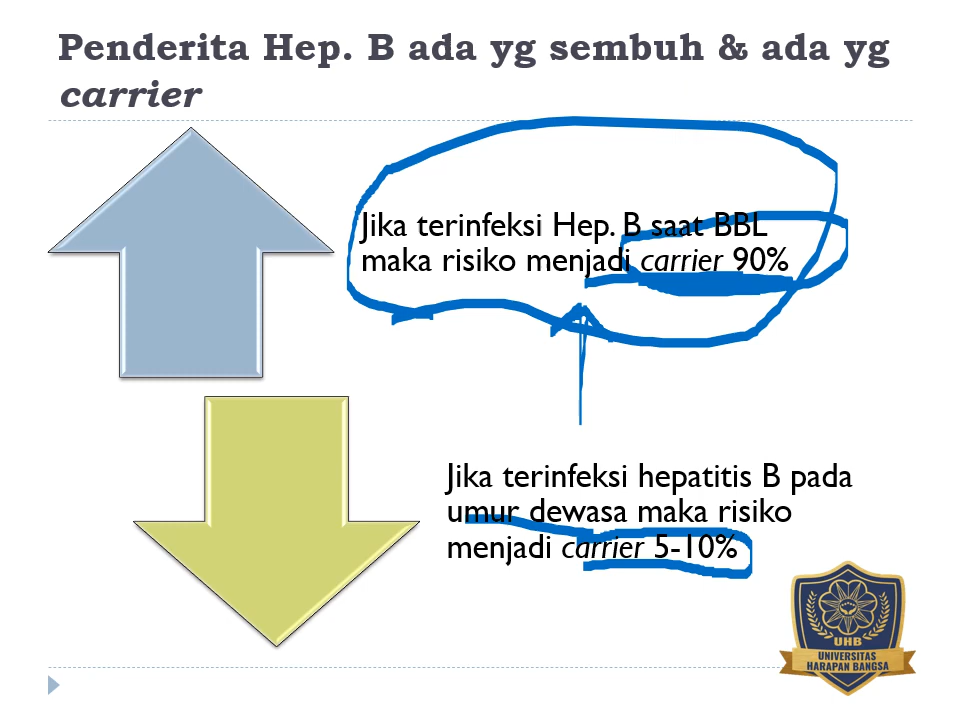 Penderita Hep. B ada yg sembuh & ada yg
carrier
Jika terinfeksi Hep. B saat BBL
maka risiko menjadi carrier 90%
Jika terinfeksi hepatitis B pada
umur dewasa maka risiko
menjadi carrier 5-10%
UHB
UNIVERSITAS
HARAPAN BANGSA